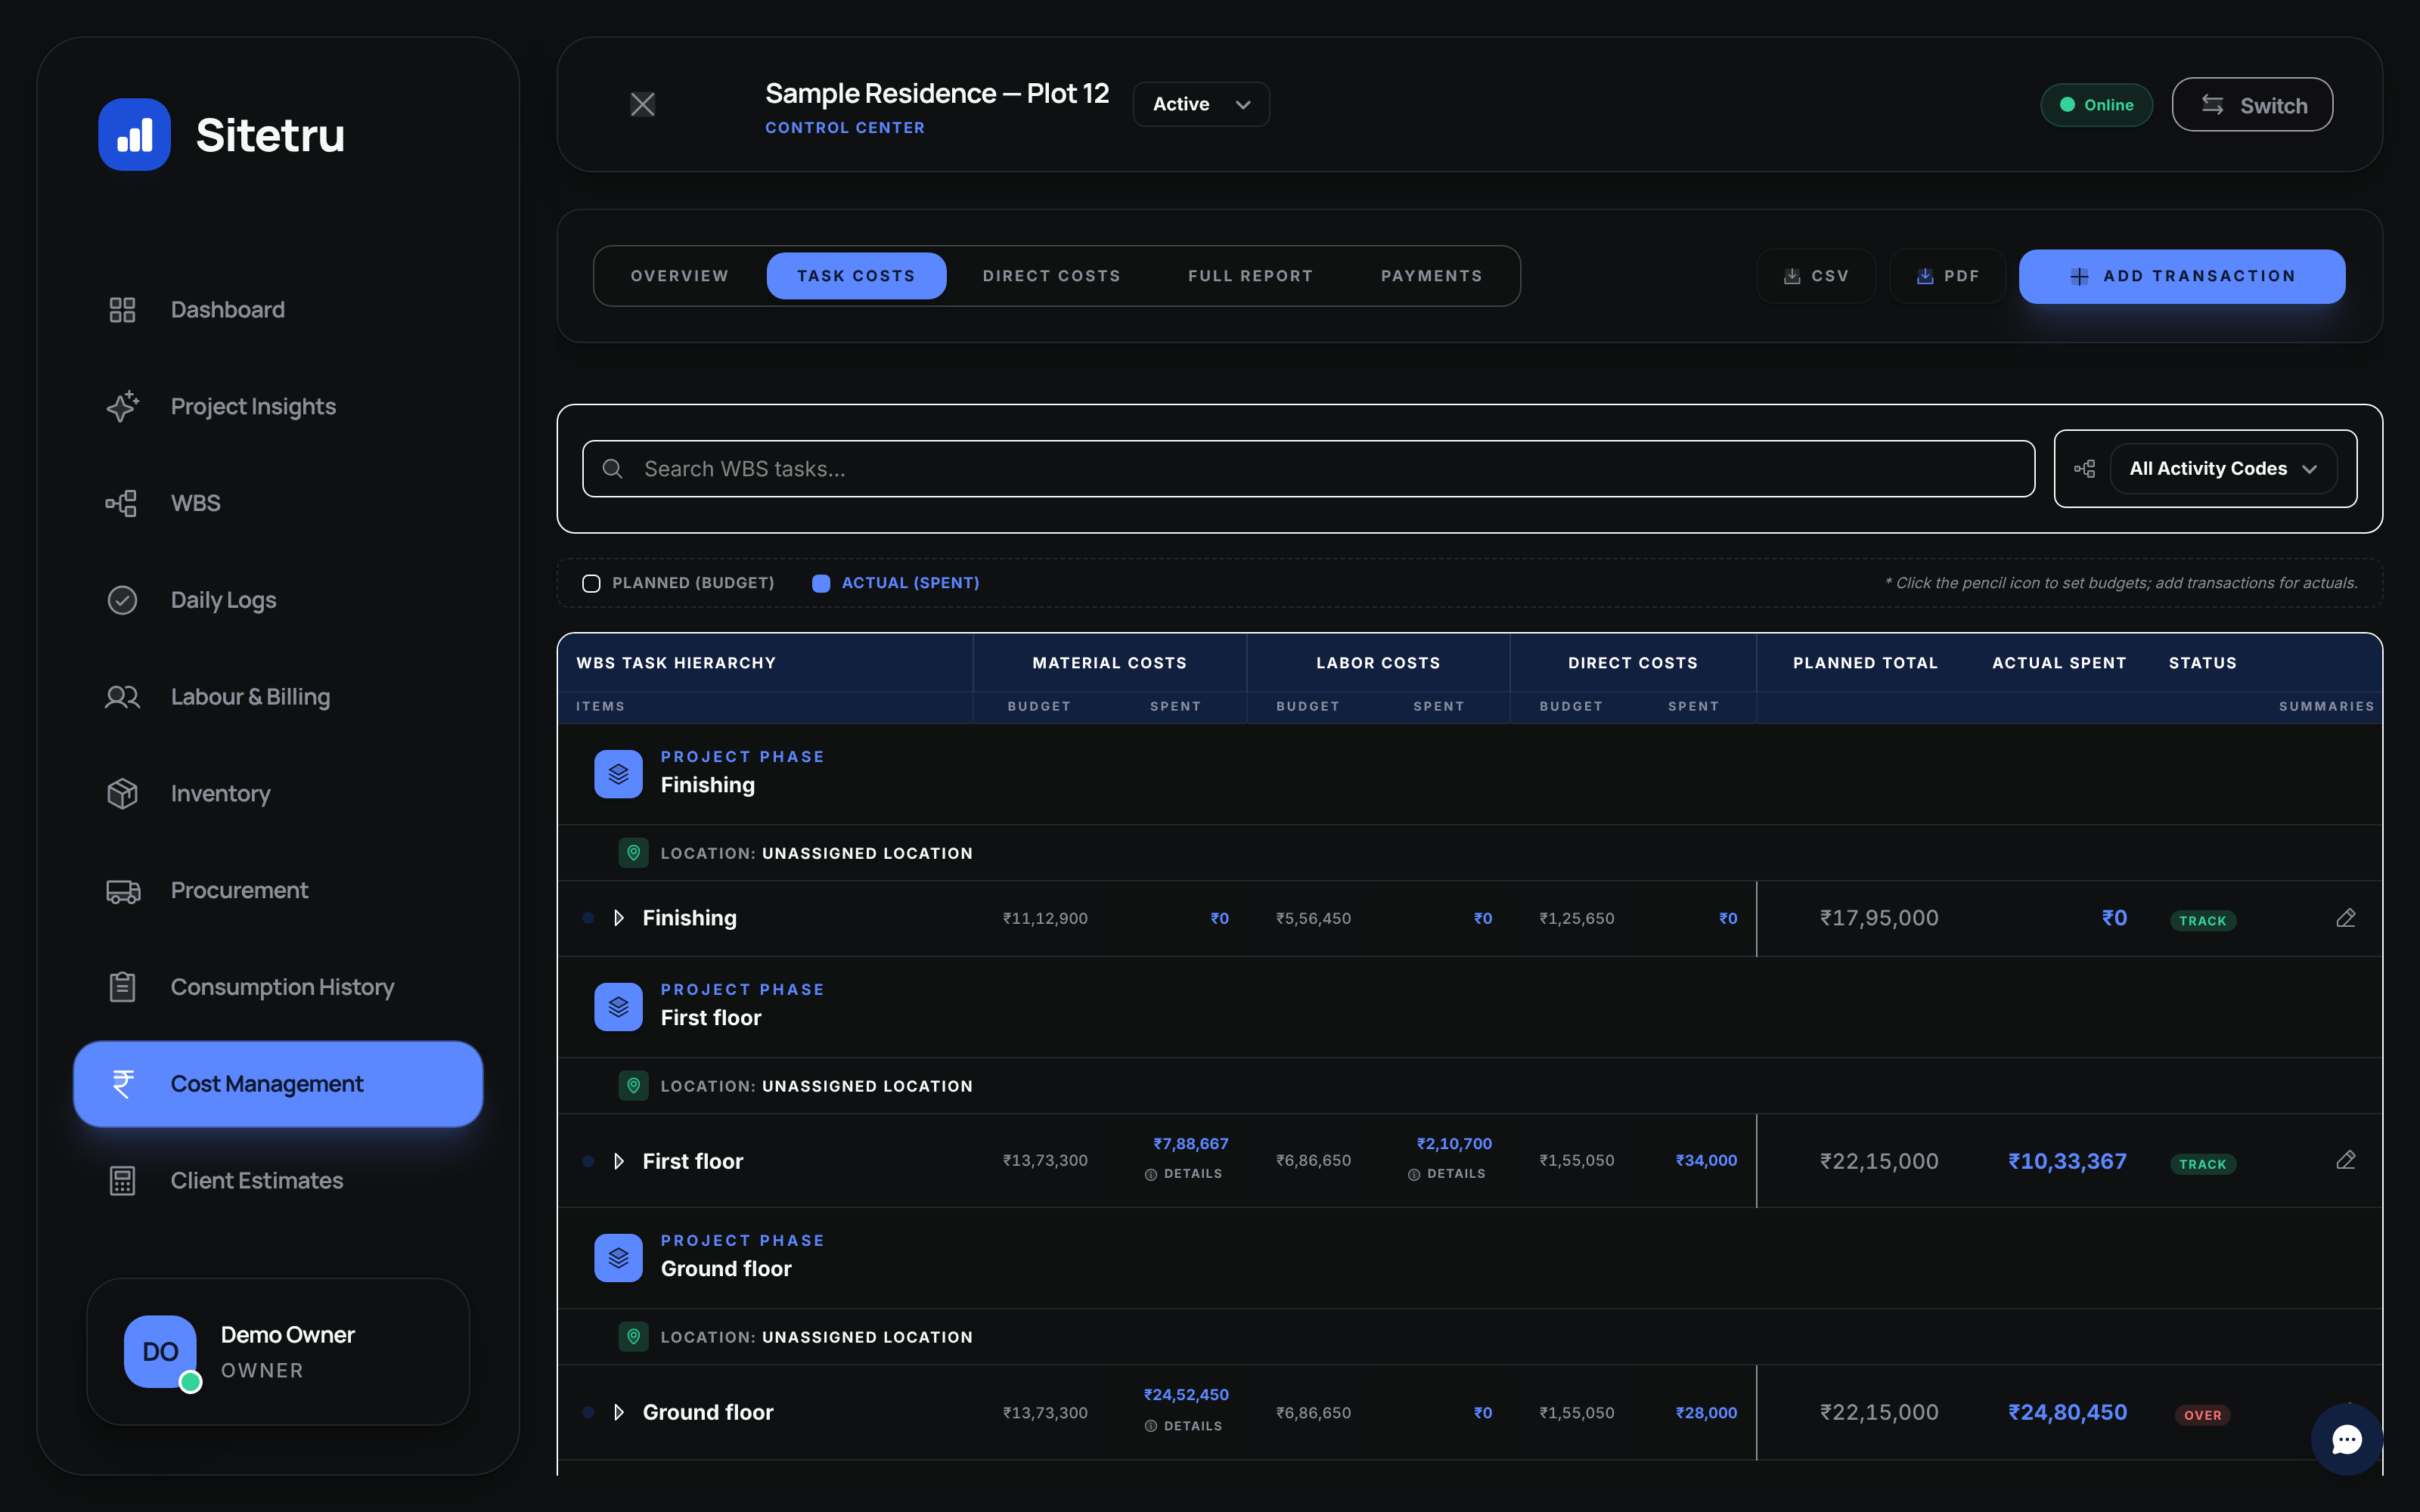 Sitetru
Dashboard
Project Insights
WBS
Daily Logs
Labour & Billing
Inventory
Procurement
Consumption History
Cost Management
Client Estimates
DO
Demo Owner
OWNER
Sample Residence — Plot 12
CONTROL CENTER
Active
Online
Switch
OVERVIEW TASK COSTS DIRECT COSTS FULL REPORT PAYMENTS
CSV PDF ADD TRANSACTION
Search WBS tasks...
All Activity Codes
PLANNED (BUDGET) ACTUAL (SPENT)
* Click the pencil icon to set budgets; add transactions for actuals.
WBS TASK HIERARCHY MATERIAL COSTS LABOR COSTS DIRECT COSTS PLANNED TOTAL ACTUAL SPENT STATUS
ITEMS BUDGET SPENT BUDGET SPENT BUDGET SPENT SUMMARIES
PROJECT PHASE
Finishing
LOCATION: UNASSIGNED LOCATION
Finishing ₹11,12,900 ₹0 ₹5,56,450 ₹0 ₹1,25,650 ₹0 ₹17,95,000 ₹0 TRACK
PROJECT PHASE
First floor
LOCATION: UNASSIGNED LOCATION
First floor ₹13,73,300 ₹7,88,667 ₹6,86,650 ₹2,10,700 ₹1,55,050 ₹34,000 ₹22,15,000 ₹10,33,367 TRACK
DETAILS DETAILS
PROJECT PHASE
Ground floor
LOCATION: UNASSIGNED LOCATION
Ground floor ₹13,73,300 ₹24,52,450 ₹6,86,650 ₹0 ₹1,55,050 ₹28,000 ₹22,15,000 ₹24,80,450 OVER
DETAILS